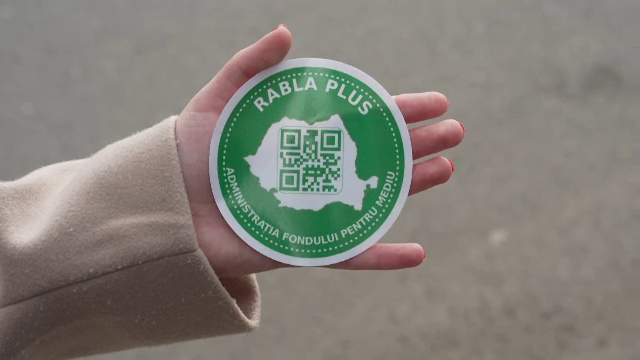 RABLA PLUS
ADMINISTRAȚIA FONDULUI PENTRU MEDIU